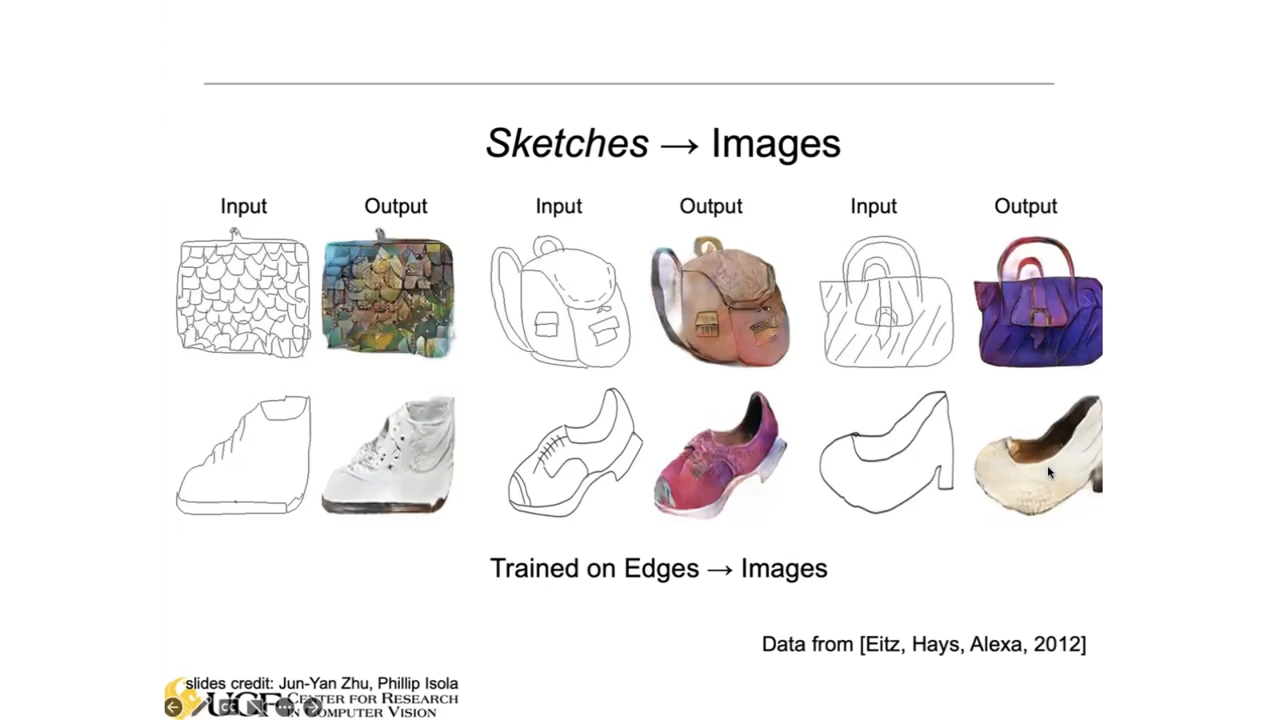 Sketches → Images
Input Output Input Output Input Output
Trained on Edges → Images
Data from [Eitz, Hays, Alexa, 2012]
slides credit: Jun-Yan Zhu, Phillip Isola
UCF CENTER FOR RESEARCH
IN COMPUTER VISION